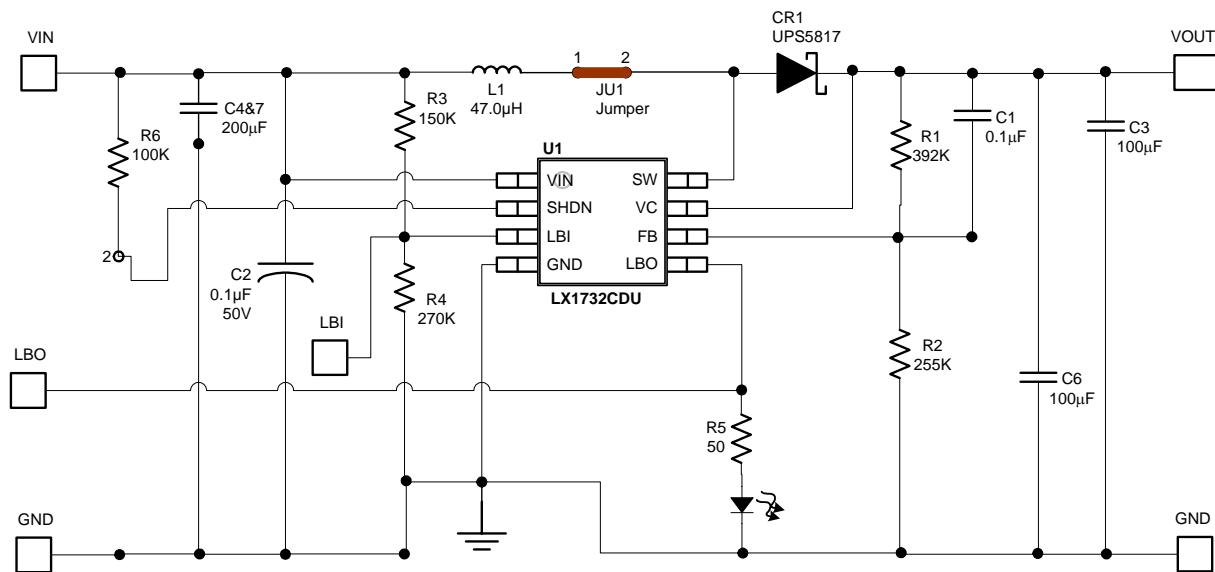 CR1
UPS5817
VIN
VOUT
1
2
L1
47.0µH
JU1
Jumper
C4&7
200µF
R3
150K
R6
100K
R1
392K
C1
0.1µF
C3
100µF
U1
VIN
SW
SHDN
VC
LBI
FB
GND
LBO
LX1732CDU
2
C2
0.1µF
50V
R4
270K
LBI
R2
255K
LBO
C6
100µF
R5
50
GND
GND